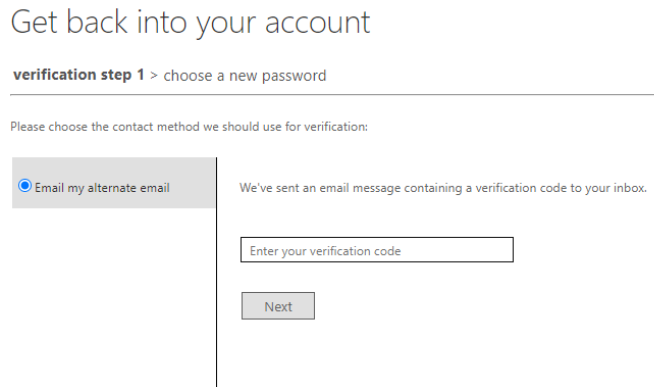 Get back into your account
verification step 1 > choose a new password
Please choose the contact method we should use for verification:
Email my alternate email
We've sent an email message containing a verification code to your inbox.
Enter your verification code
Next